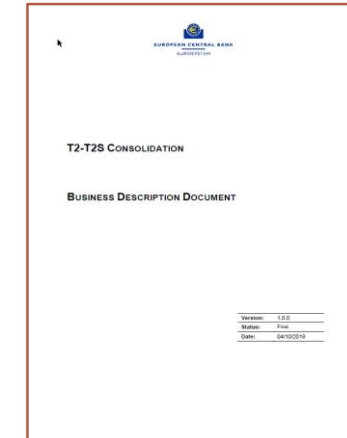 EUROPEAN CENTRAL BANK
EUROSYSTEM
T2-T2S CONSOLIDATION
BUSINESS DESCRIPTION DOCUMENT
Version: 1.0.0
Status: Final
Date: 04/10/2018